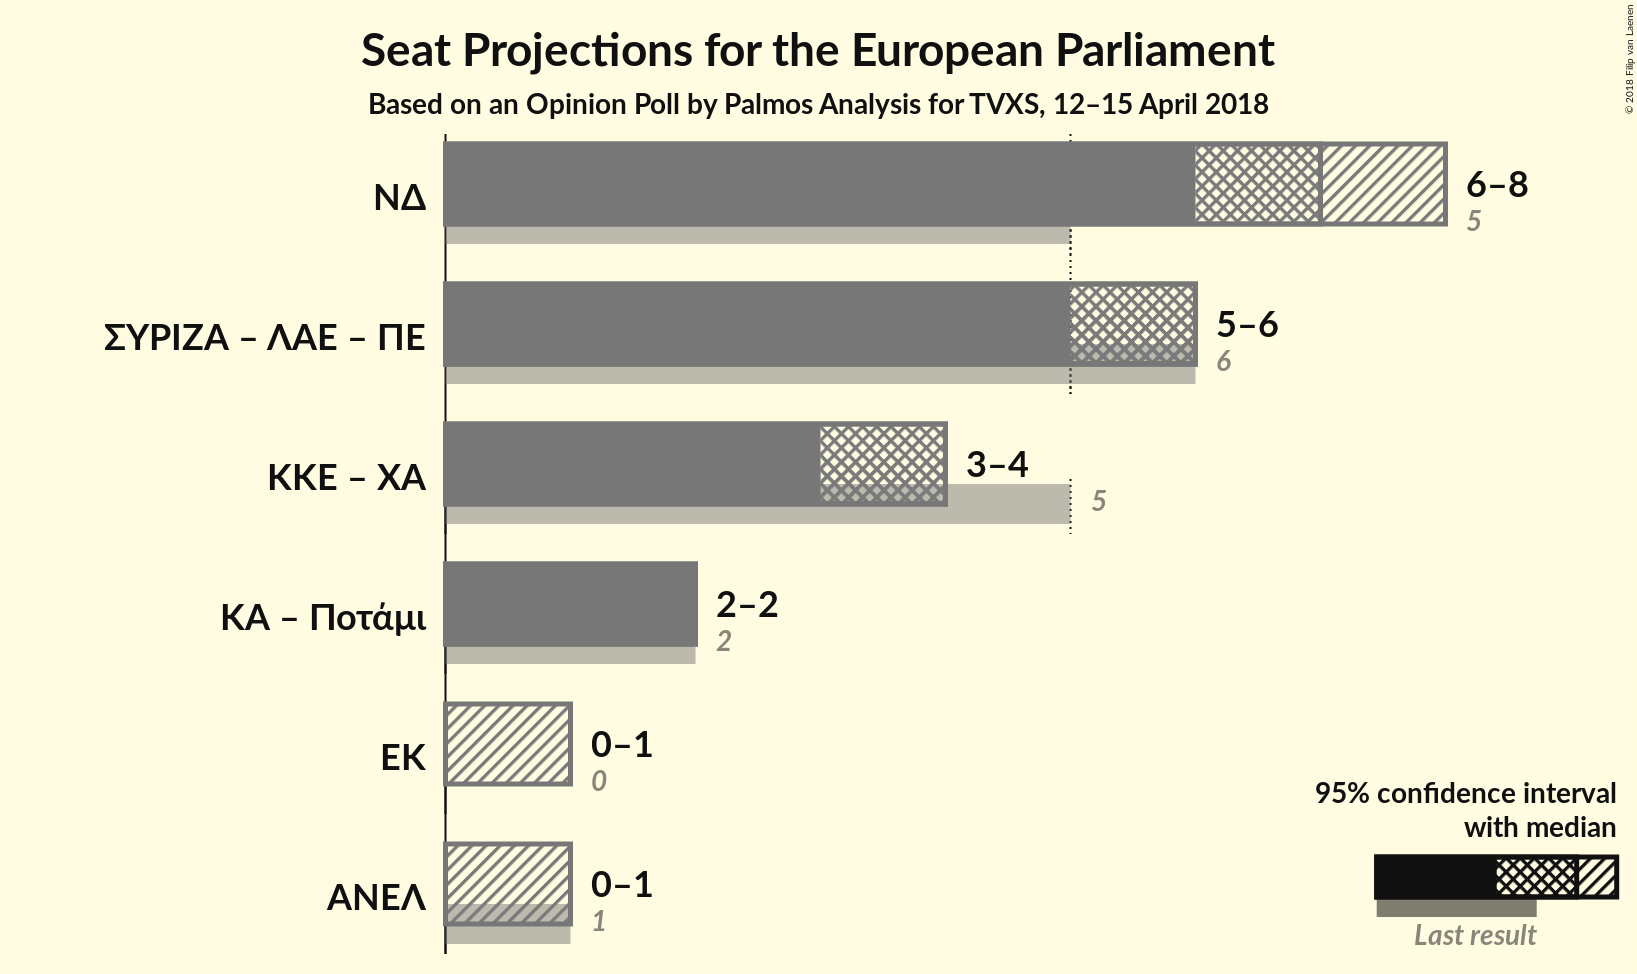 Seat Projections for the European Parliament
Based on an Opinion Poll by Palmos Analysis for TVXS, 12–15 April 2018
© 2018 Filip van Laenen
ΝΔ
6–8
5
ΣΥΡΙΖΑ – ΛΑΕ – ΠΕ
5–6
6
ΚΚΕ – ΧΑ
3–4
5
ΚΑ – Ποτάμι
2–2
2
ΕΚ
0–1
0
ΑΝΕΛ
0–1
1
95% confidence interval
with median
Last result